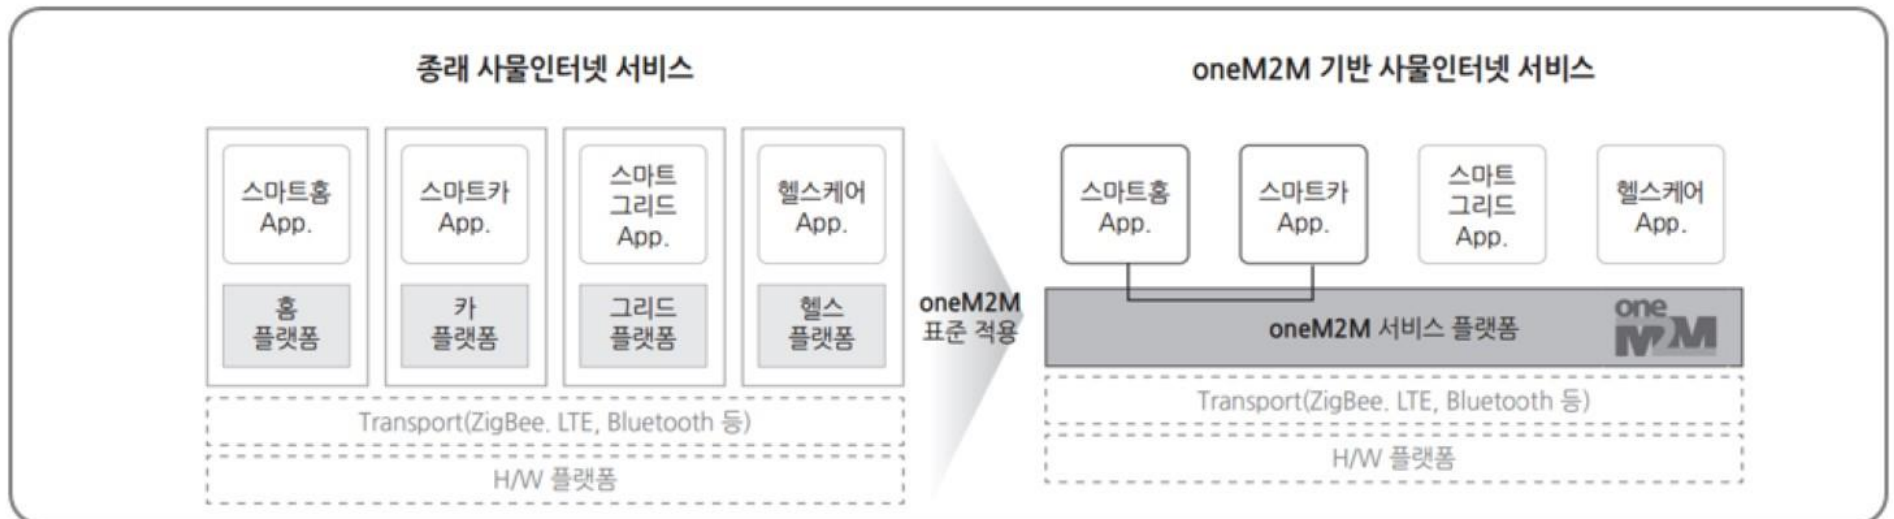 종래 사물인터넷 서비스
스마트홈
App.
스마트카
App.
스마트
그리드
App.
헬스케어
App.
홈
플랫폼
카
플랫폼
그리드
플랫폼
헬스
플랫폼
Transport(ZigBee. LTE, Bluetooth 등)
H/W 플랫폼
oneM2M
표준 적용
oneM2M 기반 사물인터넷 서비스
스마트홈
App.
스마트카
App.
스마트
그리드
App.
헬스케어
App.
oneM2M 서비스 플랫폼
one
M2M
Transport(ZigBee. LTE, Bluetooth 등)
H/W 플랫폼